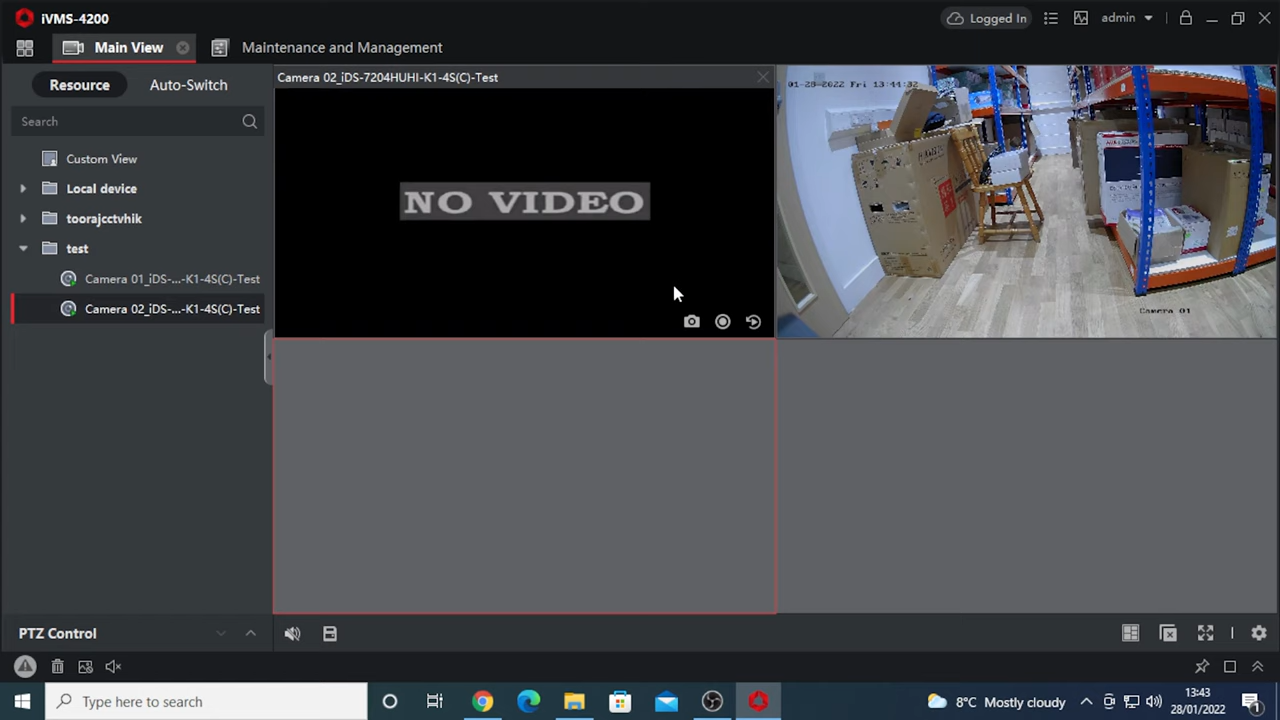 iVMS-4200
Logged In
admin
Main View
Maintenance and Management
Resource
Auto-Switch
Camera 02_iDS-7204HUHI-K1-4S(C)-Test
01-28-2022 Fri 13:44:32
Search
Custom View
Local device
toorajcctvhik
NO VIDEO
test
Camera 01_iDS-...-K1-4S(C)-Test
Camera 02_iDS-...-K1-4S(C)-Test
Camera 01
PTZ Control
Type here to search
8°C Mostly cloudy
13:43
28/01/2022
1